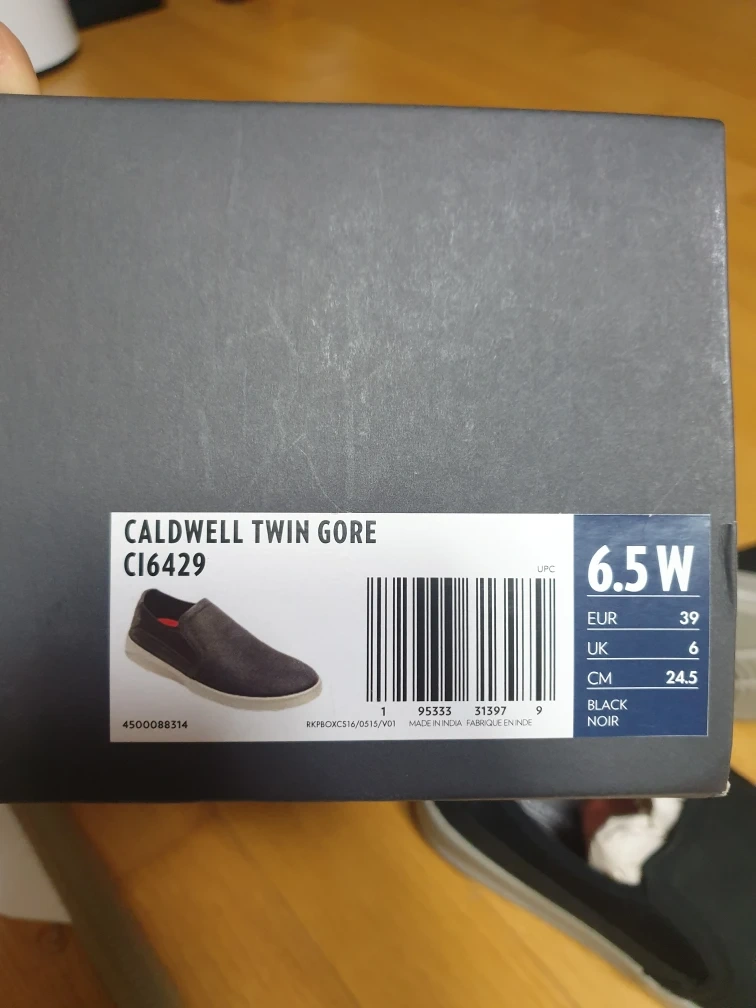 CALDWELL TWIN GORE
CI6429
UPC
1 95333 31397 9
4500088314
RKPBOXCS16/0515/V01 MADE IN INDIA FABRIQUE EN INDE
6.5 W
EUR 39
UK 6
CM 24.5
BLACK
NOIR